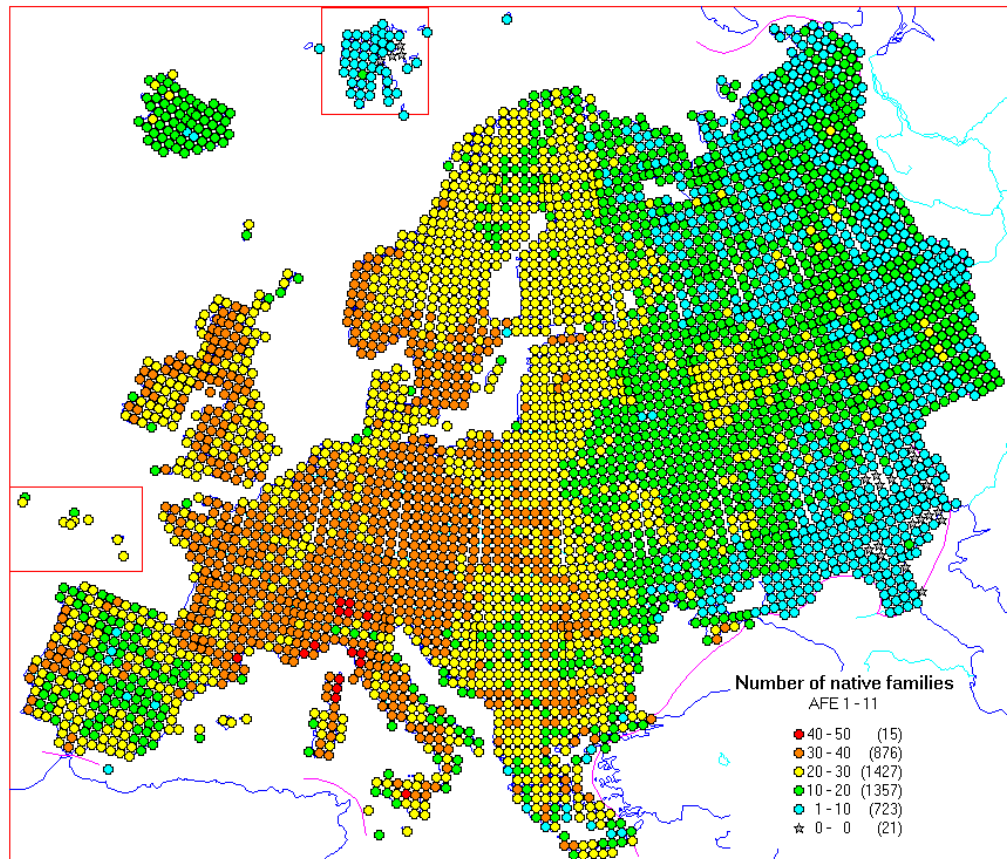 Number of native families
AFE 1 - 11
40 - 50 (15)
30 - 40 (876)
20 - 30 (1427)
10 - 20 (1357)
1 - 10 (723)
0 - 0 (21)